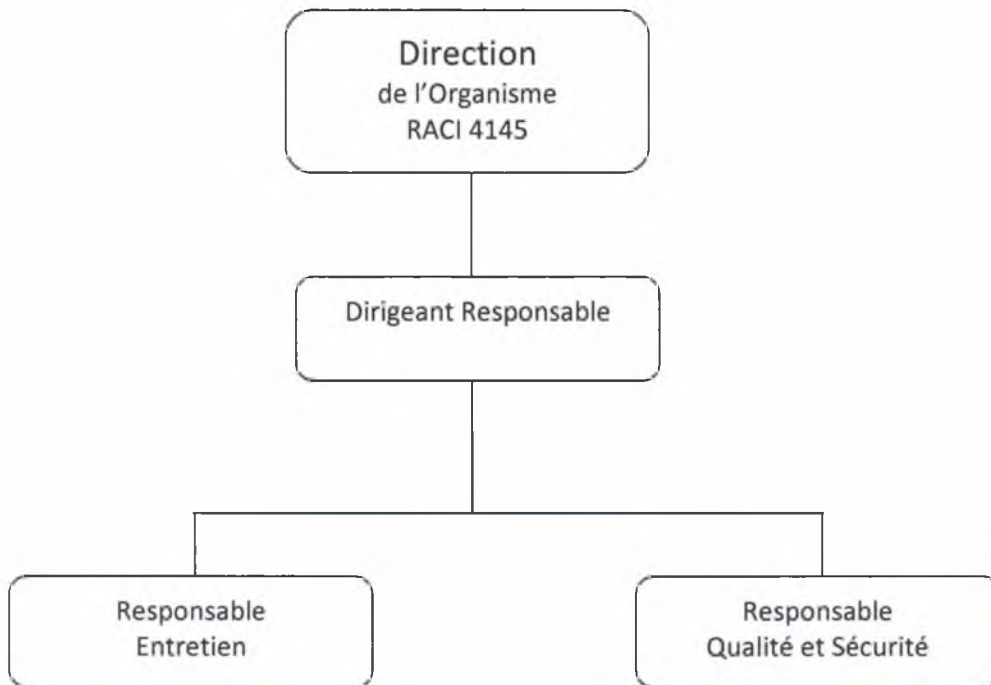 Direction
de l'Organisme
RACI 4145
Dirigeant Responsable
Responsable
Entretien
Responsable
Qualité et Sécurité